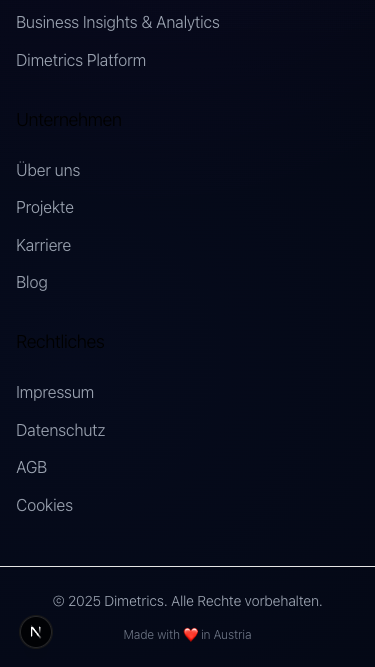 Business Insights & Analytics
Dimetrics Platform
Unternehmen
Über uns
Projekte
Karriere
Blog
Rechtliches
Impressum
Datenschutz
AGB
Cookies
© 2025 Dimetrics. Alle Rechte vorbehalten.
N
Made with ❤️ in Austria